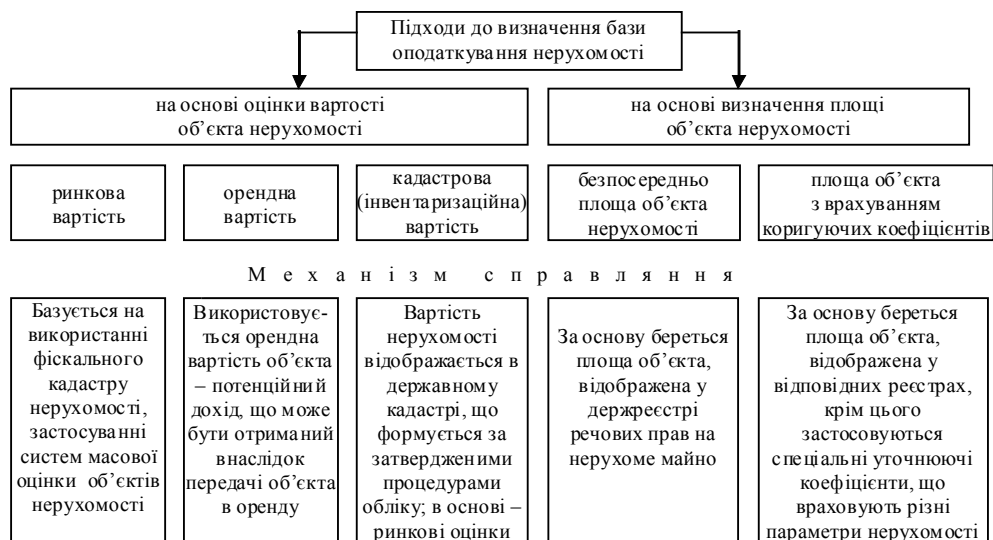 Підходи до визначення бази
оподаткування нерухомості
на основі оцінки вартості
об’єкта нерухомості
на основі визначення площі
об’єкта нерухомості
ринкова
вартість
орендна
вартість
кадастрова
(інвентаризаційна)
вартість
безпосередньо
площа об’єкта
нерухомості
площа об’єкта
з врахуванням
коригуючих коефіцієнтів
Механізм справляння
Базується на
використанні
фіскального
кадастру
нерухомості,
застосуванні
систем масової
оцінки об’єктів
нерухомості
Використовує-
ться орендна
вартість об’єкта
– потенційний
дохід, що може
бути отриманий
внаслідок
передачі об’єкта
в оренду
Вартість
нерухомості
відображається в
державному
кадастрі, що
формується за
затвердженими
процедурами
обліку; в основі –
ринкові оцінки
За основу береться
площа об’єкта,
відображена у
держреєстрі
речових прав на
нерухоме майно
За основу береться
площа об’єкта,
відображена у
відповідних реєстрах,
крім цього
застосовуються
спеціальні уточнюючі
коефіцієнти, що
враховують різні
параметри нерухомості